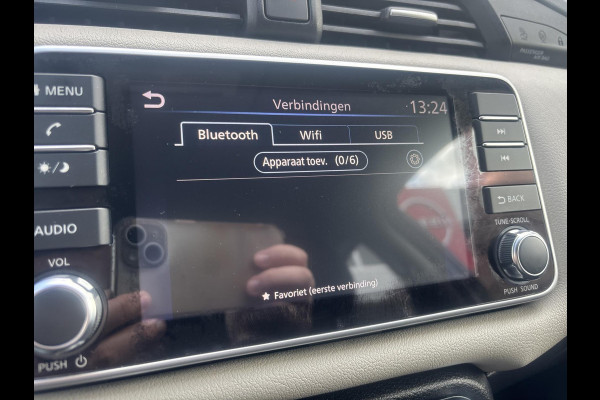 MENU
Verbindingen 13:24
Bluetooth Wifi USB
Apparaat toev. (0/6)
BACK
AUDIO
TUNE·SCROLL
VOL
★ Favoriet (eerste verbinding)
PUSH SOUND
PUSH